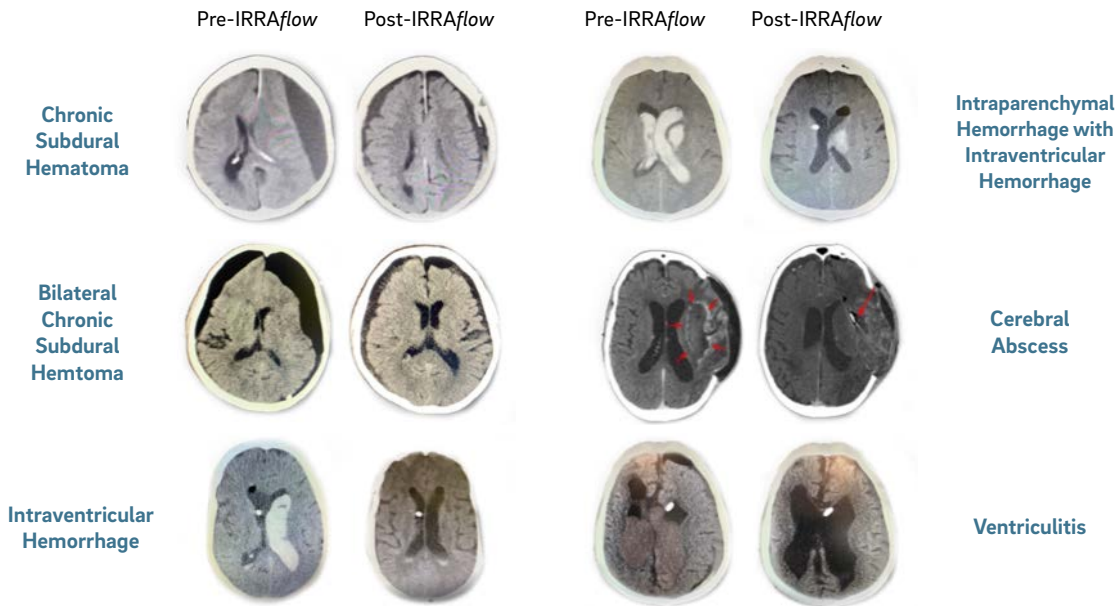 Pre-IRRAflow Post-IRRAflow Pre-IRRAflow Post-IRRAflow
Chronic
Subdural
Hematoma
Intraparenchymal
Hemorrhage with
Intraventricular
Hemorrhage
Bilateral
Chronic
Subdural
Hemtoma
Cerebral
Abscess
Intraventricular
Hemorrhage
Ventriculitis